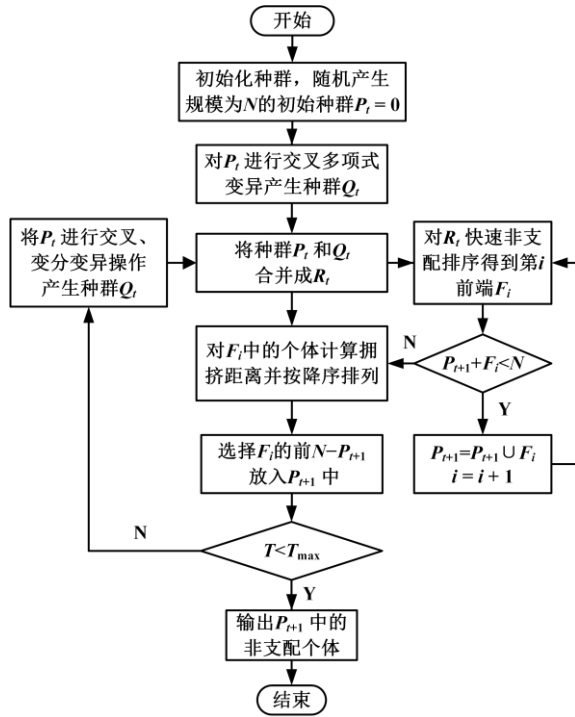 开始
初始化种群，随机产生
规模为N的初始种群Pt = 0
对Pt 进行交叉多项式
变异产生种群Qt
将Pt 进行交叉、
变分变异操作
产生种群Qt
将种群Pt 和Qt
合并成Rt
对Rt 快速非支
配排序得到第i
前端Fi
对Fi中的个体计算拥
挤距离并按降序排列
N
Pt+1+Fi<N
Y
选择Fi的前N−Pt+1
放入Pt+1 中
Pt+1=Pt+1∪Fi
i = i + 1
N
T<Tmax
Y
输出Pt+1 中的
非支配个体
结束